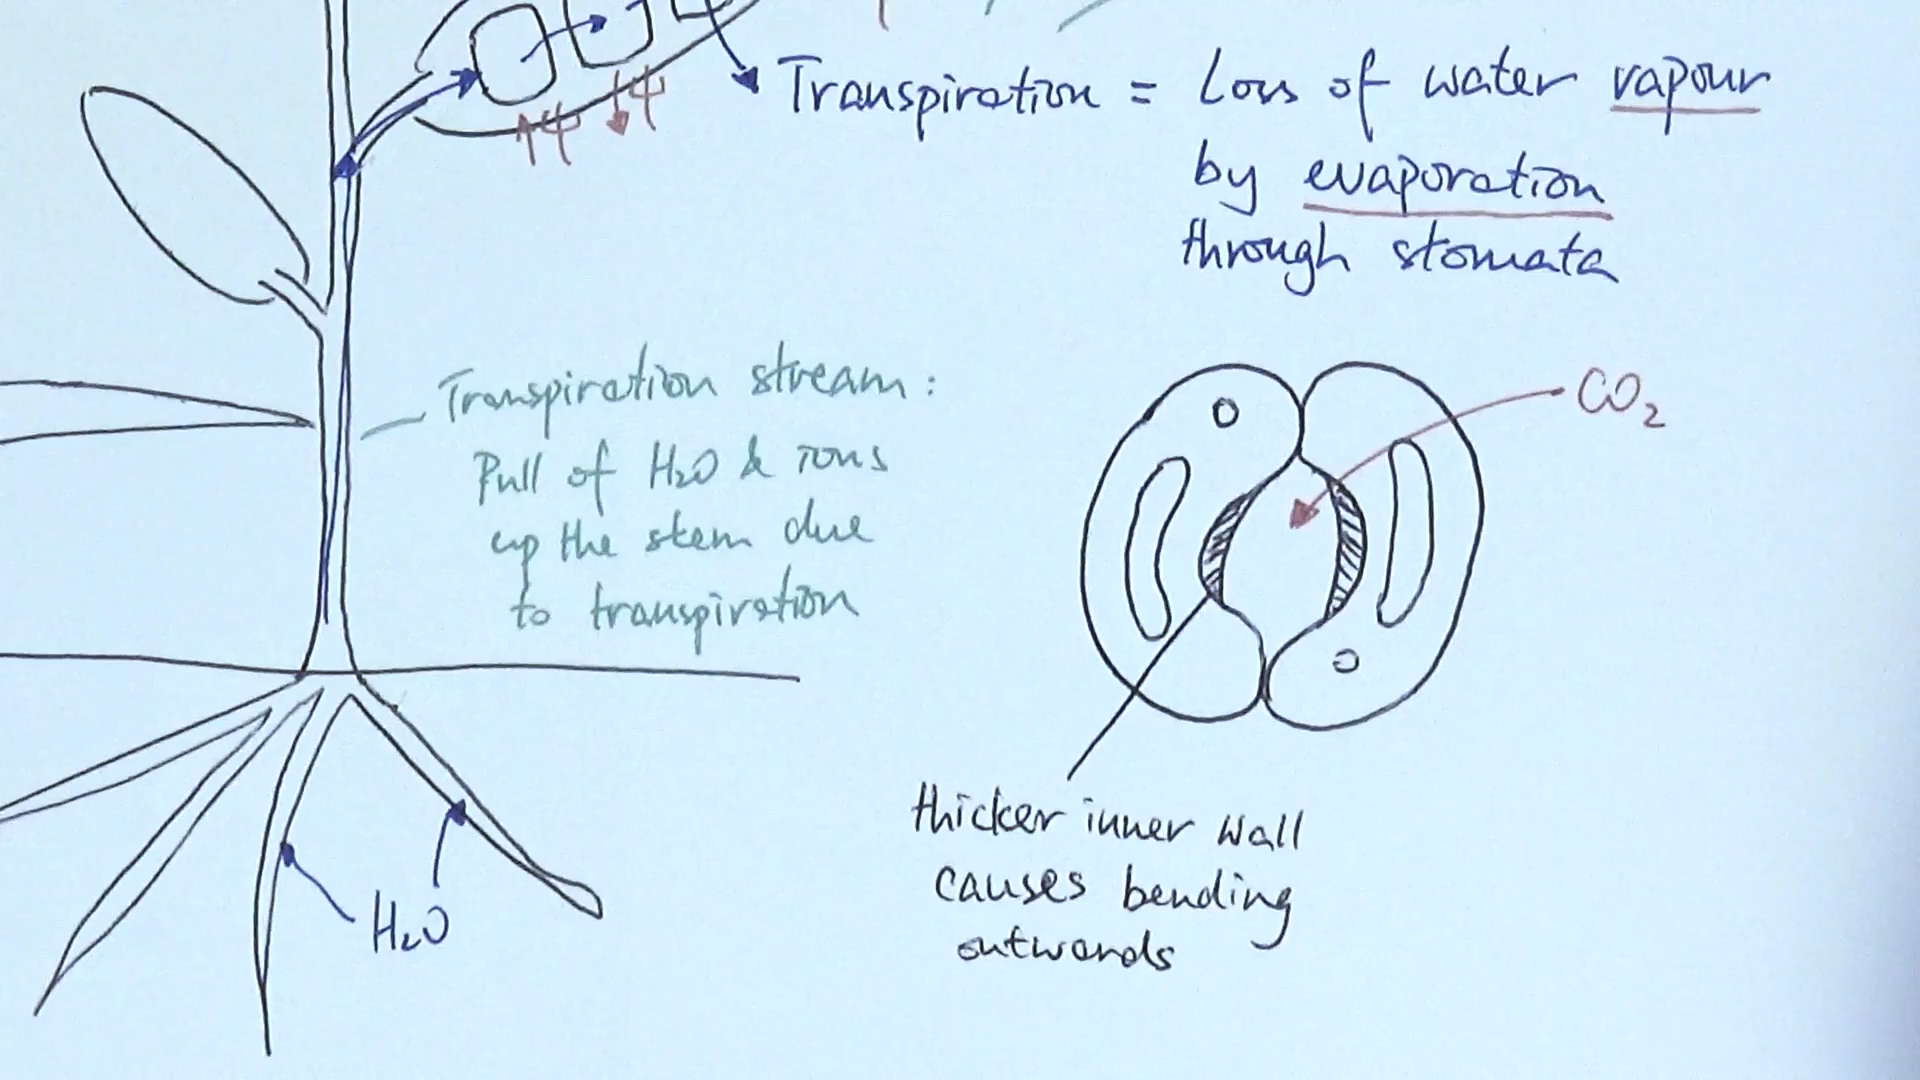 ↑Ψ ↓Ψ
Transpiration = Loss of water vapour
by evaporation
through stomata
Transpiration stream:
Pull of H₂O & ions
up the stem due
to transpiration
CO₂
thicker inner wall
causes bending
outwards
H₂O